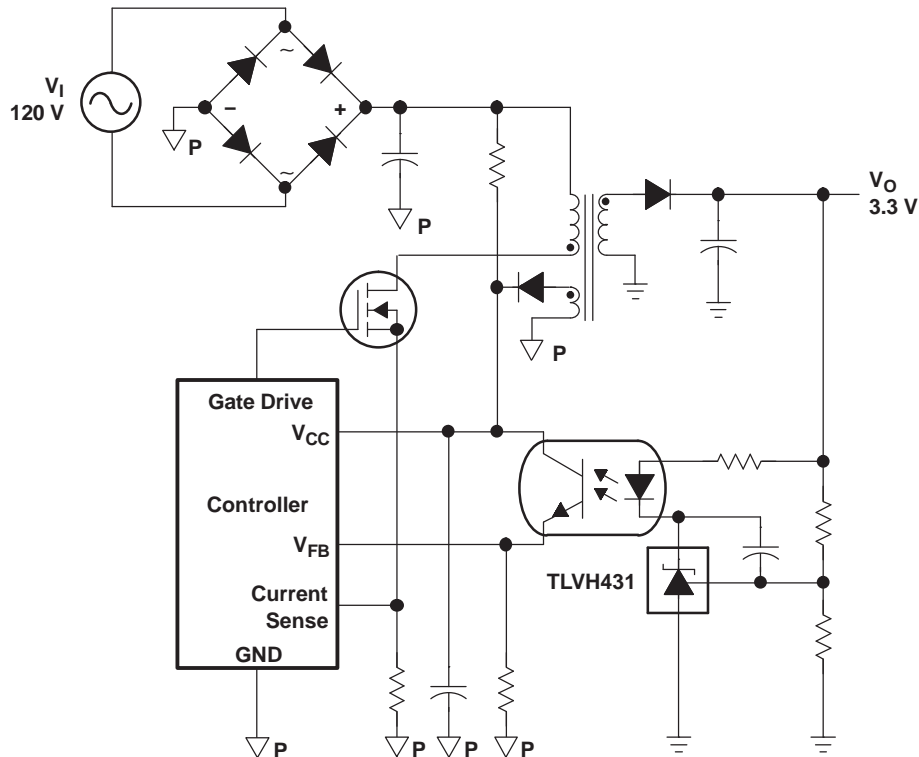 ~
V_I
120 V
–
+
P
~
P
V_O
3.3 V
P
Gate Drive
V_CC
Controller
V_FB
TLVH431
Current
Sense
GND
P
P
P
P